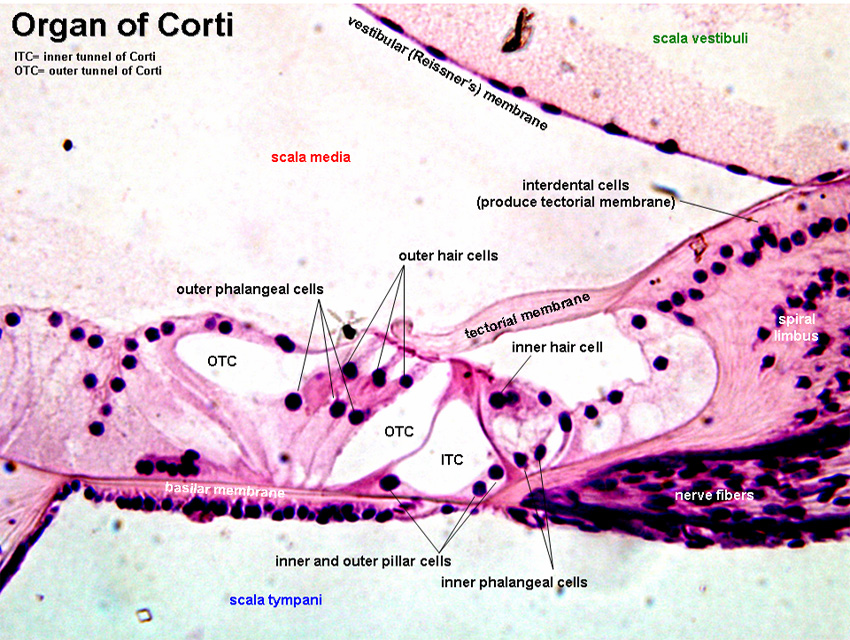 Organ of Corti
ITC= inner tunnel of Corti
OTC= outer tunnel of Corti
scala vestibuli
vestibular (Reissner's) membrane
scala media
interdental cells
(produce tectorial membrane)
outer hair cells
outer phalangeal cells
tectorial membrane
spiral
limbus
inner hair cell
OTC
OTC
ITC
basilar membrane
nerve fibers
inner and outer pillar cells
inner phalangeal cells
scala tympani